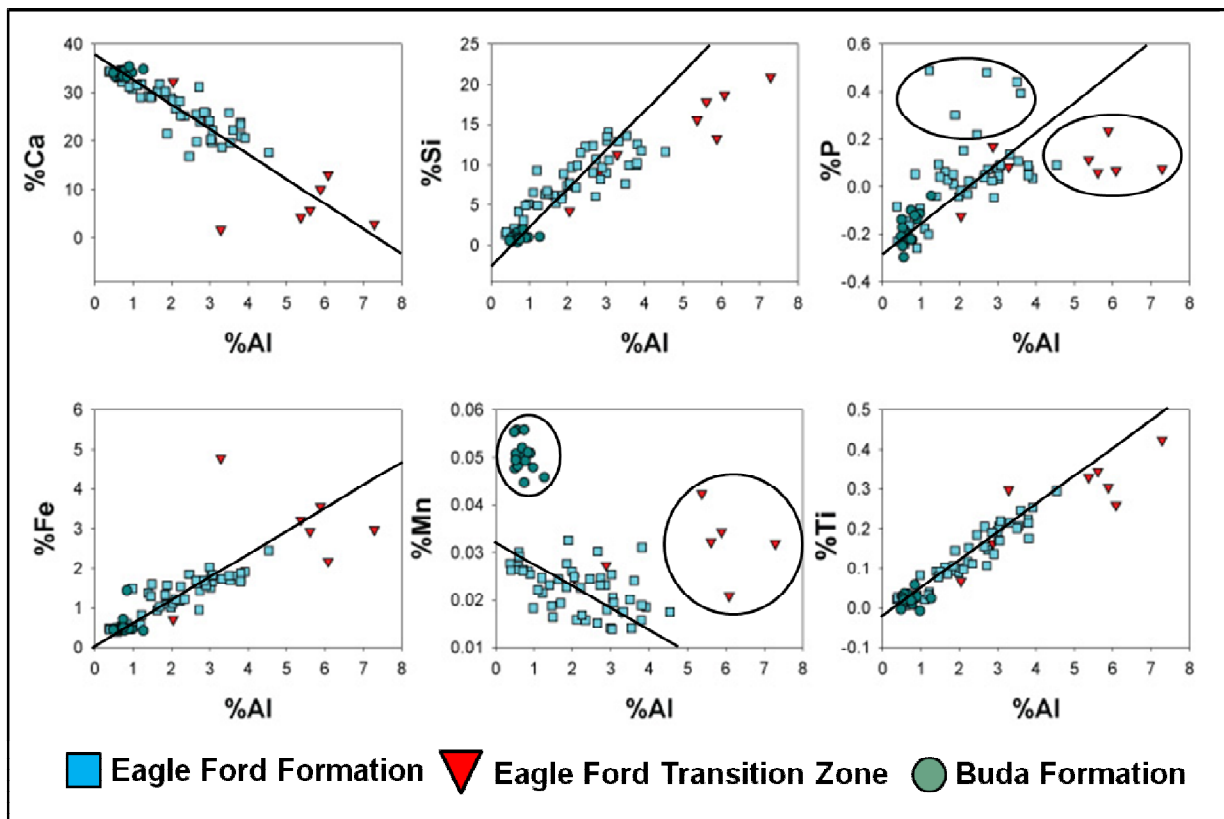 40
30
20
10
0
%Ca
0 1 2 3 4 5 6 7 8
%Al
25
20
15
10
5
0
%Si
0 1 2 3 4 5 6 7 8
%Al
0.6
0.4
0.2
0.0
-0.2
-0.4
%P
0 1 2 3 4 5 6 7 8
%Al
6
5
4
3
2
1
0
%Fe
0 1 2 3 4 5 6 7 8
%Al
0.06
0.05
0.04
0.03
0.02
0.01
%Mn
0 1 2 3 4 5 6 7 8
%Al
0.5
0.4
0.3
0.2
0.1
0.0
-0.1
%Ti
0 1 2 3 4 5 6 7 8
%Al
Eagle Ford Formation Eagle Ford Transition Zone Buda Formation